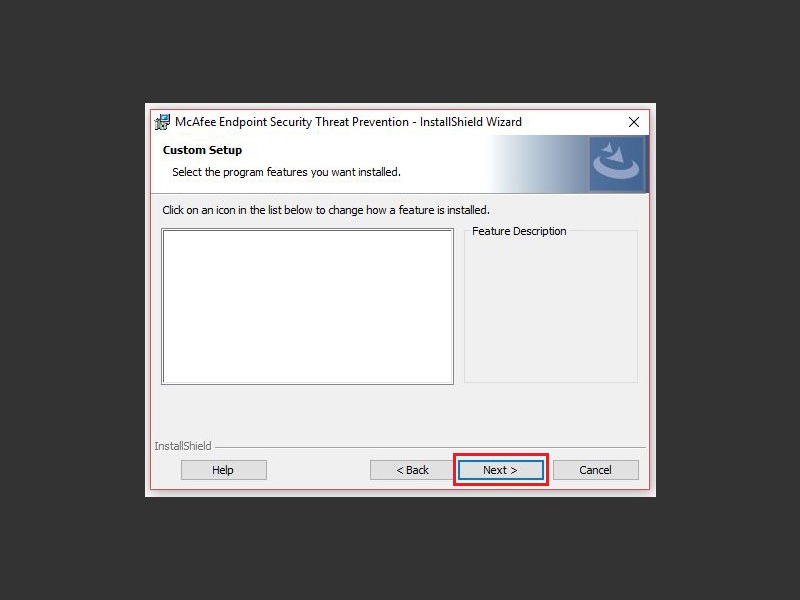 McAfee Endpoint Security Threat Prevention - InstallShield Wizard
Custom Setup
Select the program features you want installed.
Click on an icon in the list below to change how a feature is installed.
Feature Description
InstallShield
Help
< Back
Next >
Cancel